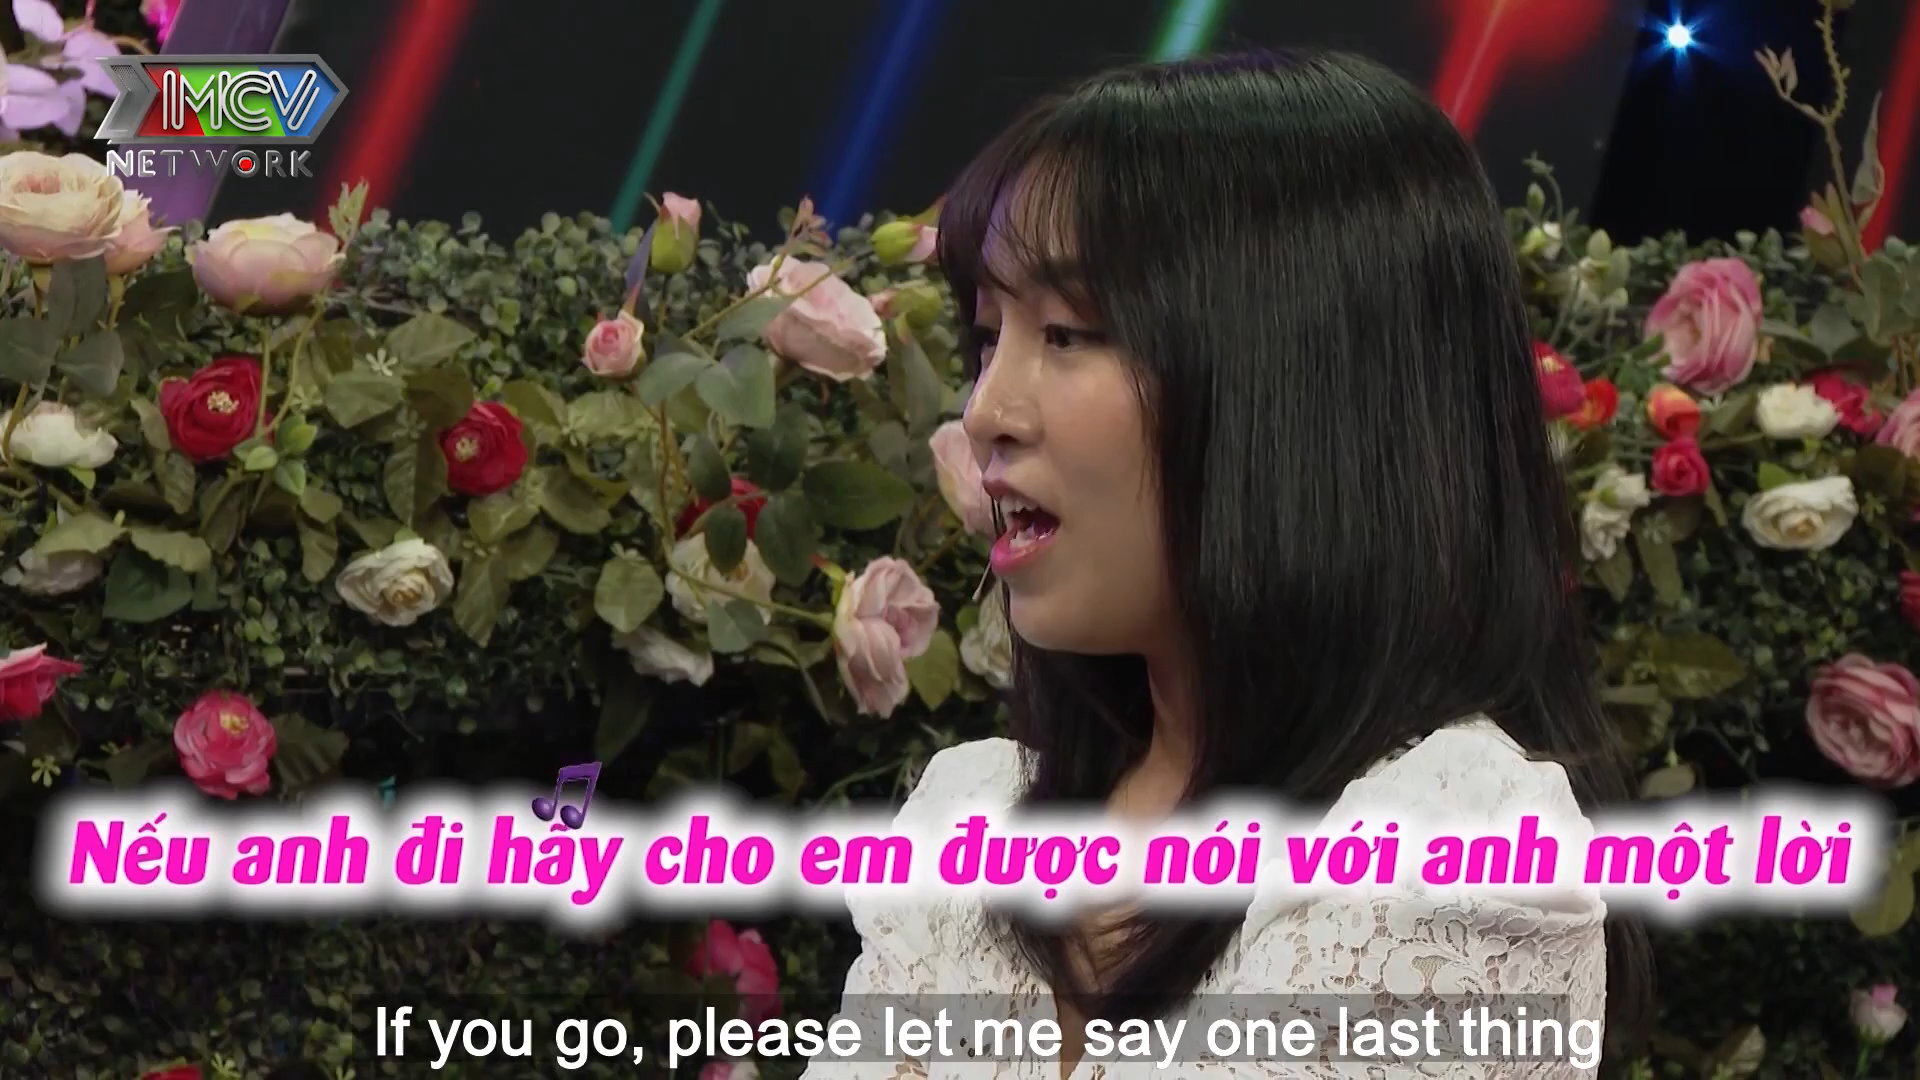 MCV
NETWORK
Nếu anh đi hãy cho em được nói với anh một lời
If you go, please let me say one last thing